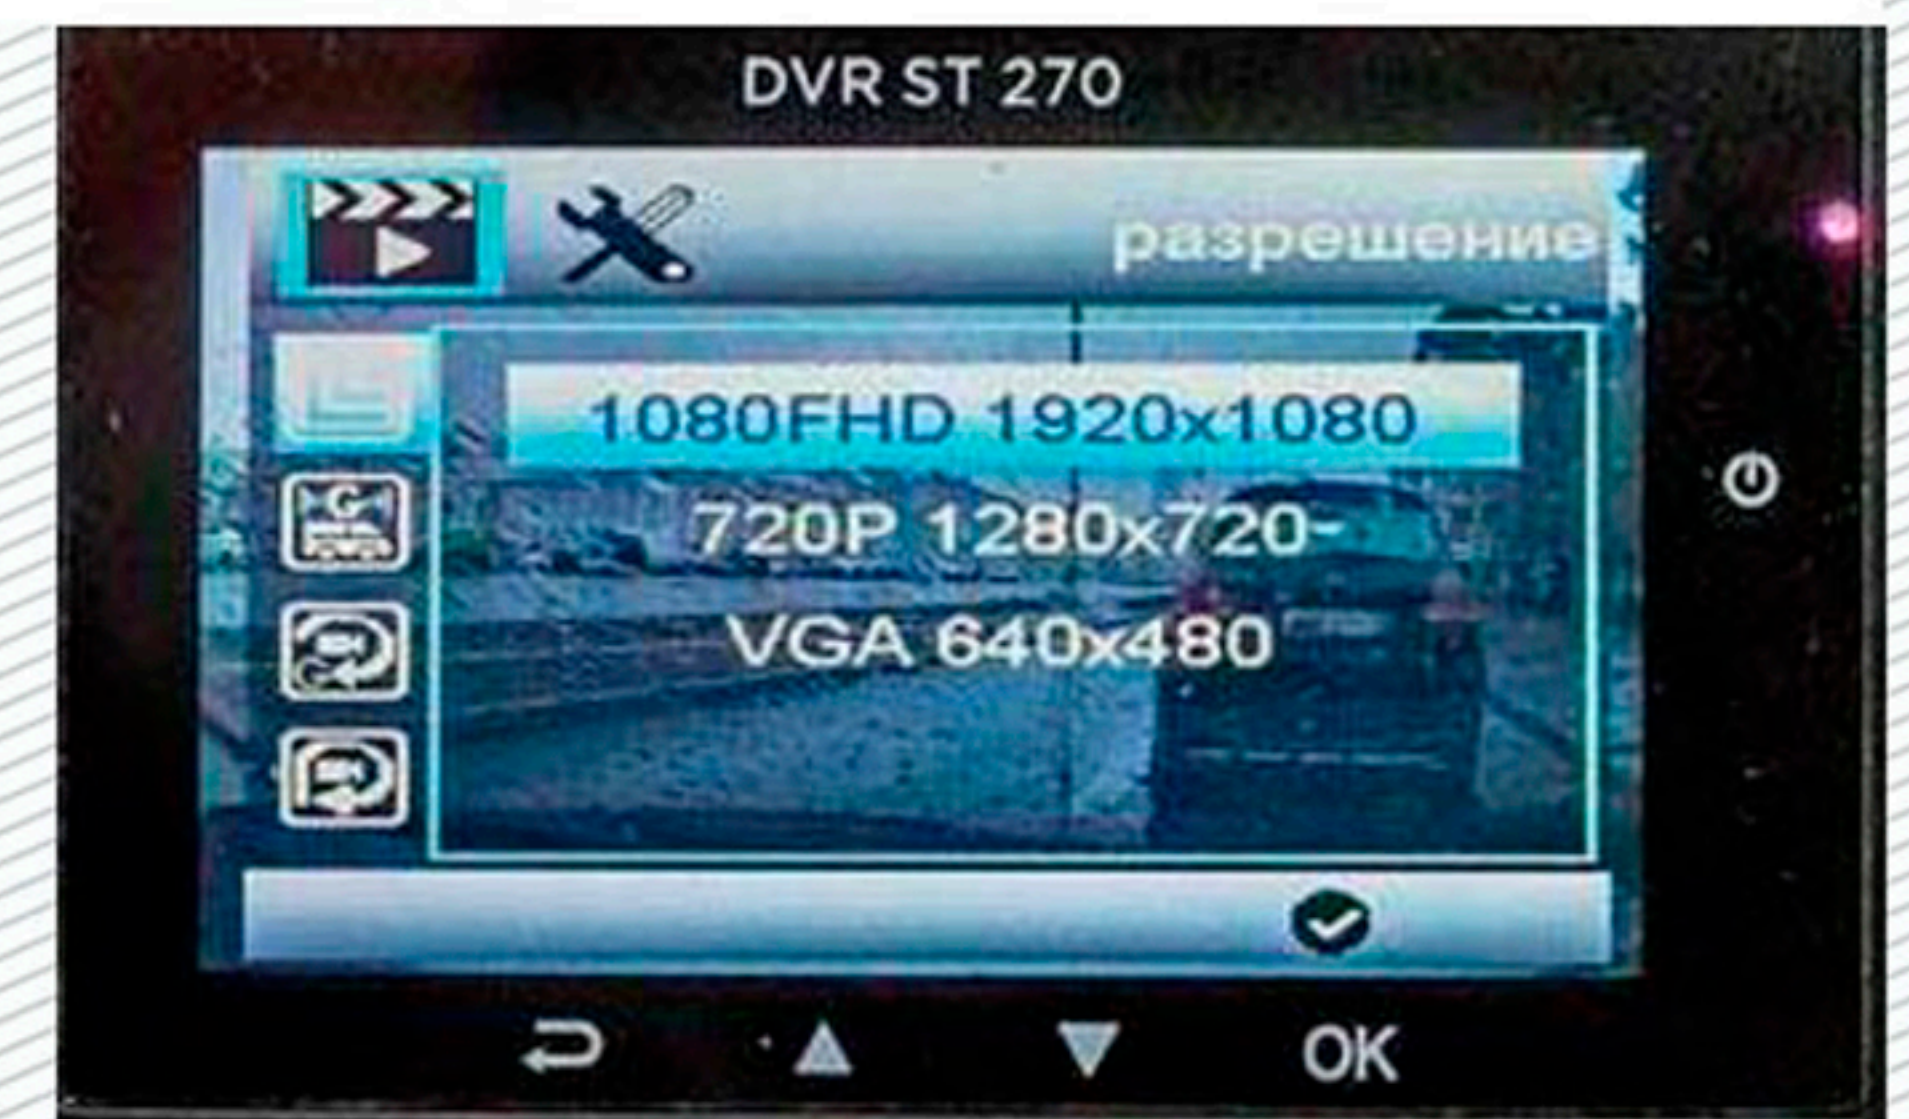 DVR ST 270
разрешение
1080FHD 1920x1080
720P 1280x720-
VGA 640x480
OK